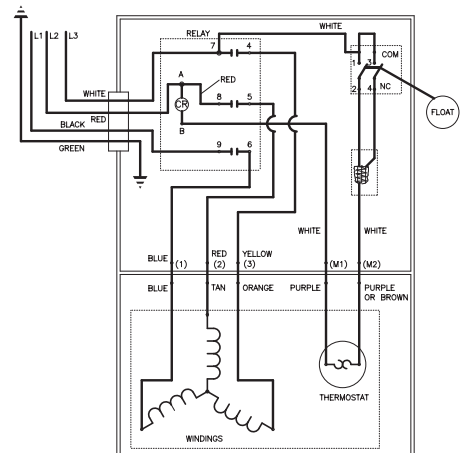 WHITE
RELAY
7 4
L1 L2 L3
1 3 COM
A
RED
2 4 NC
WHITE
CR
8 5
FLOAT
RED
B
BLACK
9 6
GREEN
WHITE WHITE
BLUE (1) RED (2) YELLOW (3) (M1) (M2)
BLUE TAN ORANGE PURPLE PURPLE
OR BROWN
THERMOSTAT
WINDINGS